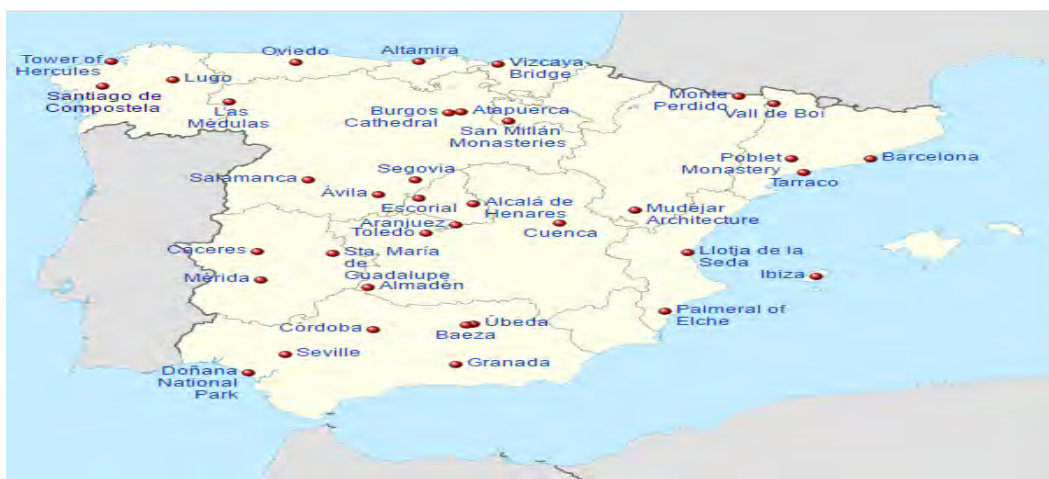 Oviedo
Altamira
Tower of
Hercules
Vizcaya
Bridge
Lugo
Santiago de
Compostela
Las
Médulas
Burgos
Cathedral
Atapuerca
San Millán
Monasteries
Monte
Perdido
Vall de Boí
Poblet
Monastery
Barcelona
Tarraco
Segovia
Salamanca
Ávila
Escorial
Alcalá de
Henares
Aranjuez
Toledo
Cuenca
Mudéjar
Architecture
Cáceres
Sta. María
de
Guadalupe
Mérida
Almadén
Llotja de la
Seda
Ibiza
Palmeral of
Elche
Córdoba
Úbeda
Baeza
Seville
Granada
Doñana
National
Park